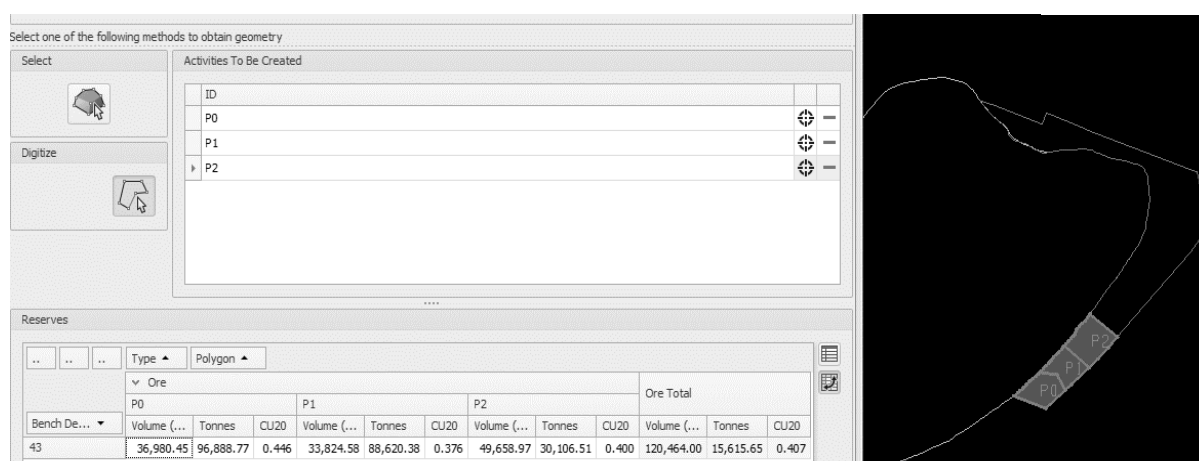 Select one of the following methods to obtain geometry
Select
Activities To Be Created
ID
P0
P1
P2
Digitize
Reserves
.. .. .. Type Polygon
Ore
Ore Total
P0 P1 P2
Bench De... Volume (... Tonnes CU20 Volume (... Tonnes CU20 Volume (... Tonnes CU20 Volume (... Tonnes CU20
43 36,980.45 96,888.77 0.446 33,824.58 88,620.38 0.376 49,658.97 30,106.51 0.400 120,464.00 15,615.65 0.407
P2
P1
P0